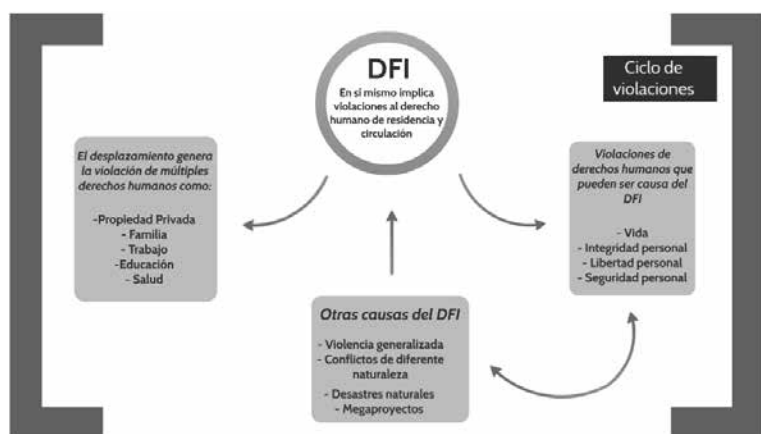 DFI
En sí mismo implica
violaciones al derecho
humano de residencia y
circulación
Ciclo de
violaciones
El desplazamiento genera
la violación de múltiples
derechos humanos como:
-Propiedad Privada
- Familia
- Trabajo
-Educación
- Salud
Violaciones de
derechos humanos que
pueden ser causa del
DFI
- Vida
- Integridad personal
- Libertad personal
- Seguridad personal
Otras causas del DFI
- Violencia generalizada
- Conflictos de diferente
naturaleza
- Desastres naturales
- Megaproyectos